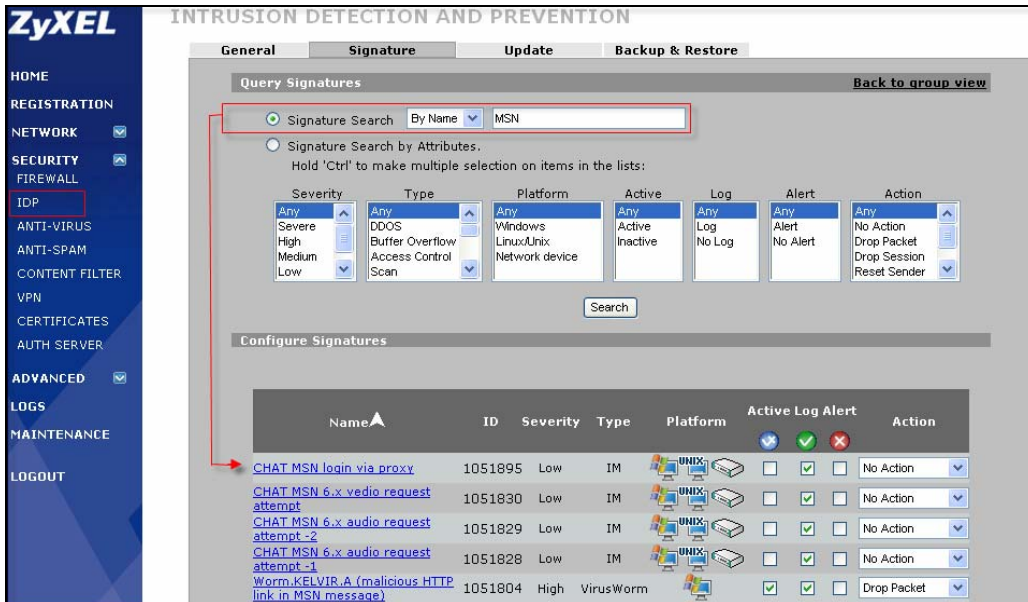 ZyXEL
HOME
REGISTRATION
NETWORK
SECURITY
FIREWALL
IDP
ANTI-VIRUS
ANTI-SPAM
CONTENT FILTER
VPN
CERTIFICATES
AUTH SERVER
ADVANCED
LOGS
MAINTENANCE
LOGOUT
INTRUSION DETECTION AND PREVENTION
General Signature Update Backup & Restore
Query Signatures Back to group view
Signature Search By Name MSN
Signature Search by Attributes.
Hold 'Ctrl' to make multiple selection on items in the lists:
Severity Type Platform Active Log Alert Action
Any Any Any Any Any Any Any
Severe DDOS Windows Active Log Alert No Action
High Buffer Overflow Linux/Unix Inactive No Log No Alert Drop Packet
Medium Access Control Network device Drop Session
Low Scan Reset Sender
Search
Configure Signatures
Name ID Severity Type Platform Active Log Alert Action
CHAT MSN login via proxy 1051895 Low IM UNIX No Action
CHAT MSN 6.x vedio request
attempt 1051830 Low IM UNIX No Action
CHAT MSN 6.x audio request
attempt -2 1051829 Low IM UNIX No Action
CHAT MSN 6.x audio request
attempt -1 1051828 Low IM UNIX No Action
Worm.KELVIR.A (malicious HTTP
link in MSN message) 1051804 High VirusWorm Drop Packet